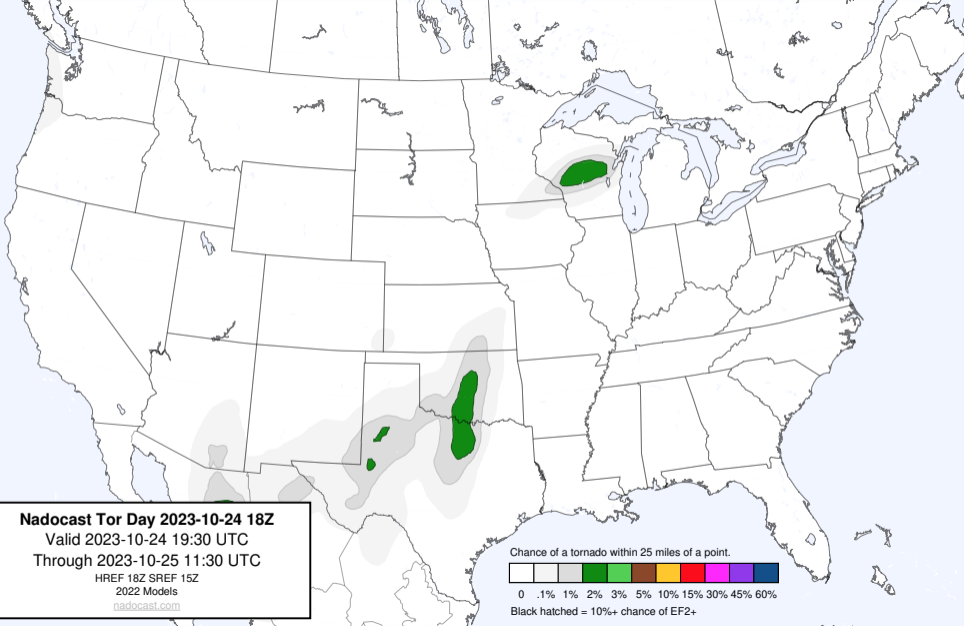 Nadocast Tor Day 2023-10-24 18Z
Valid 2023-10-24 19:30 UTC
Through 2023-10-25 11:30 UTC
HREF 18Z SREF 15Z
2022 Models
nadocast.com
Chance of a tornado within 25 miles of a point.
0 .1% 1% 2% 3% 5% 10% 15% 30% 45% 60%
Black hatched = 10%+ chance of EF2+